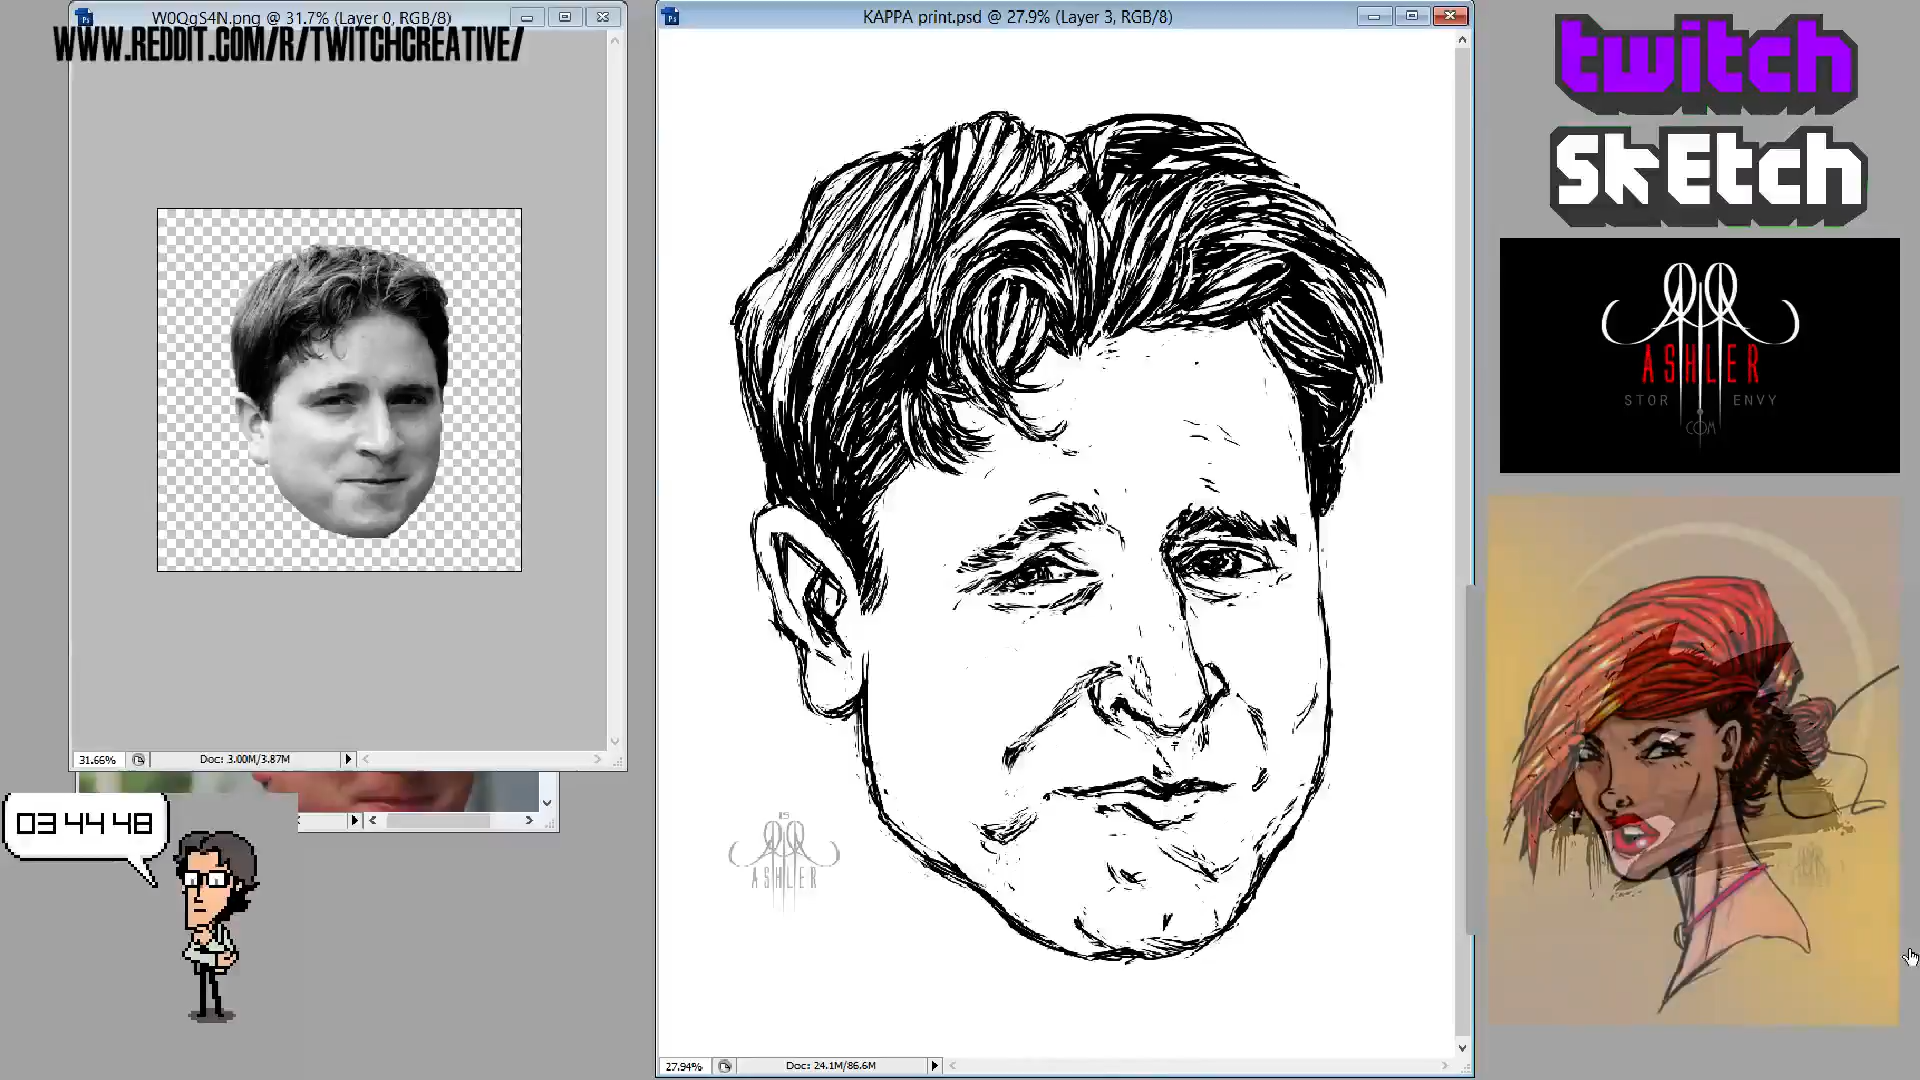 W0QgS4N.png @ 31.7% (Layer 0, RGB/8)
WWW.REDDIT.COM/R/TWITCHCREATIVE/
KAPPA print.psd @ 27.9% (Layer 3, RGB/8)
twitch
SkEtch
ASHLER
STOR ENVY
COM
31.66%
Doc: 3.00M/3.87M
03 44 48
15
ASHLER
27.94%
Doc: 24.1M/86.6M